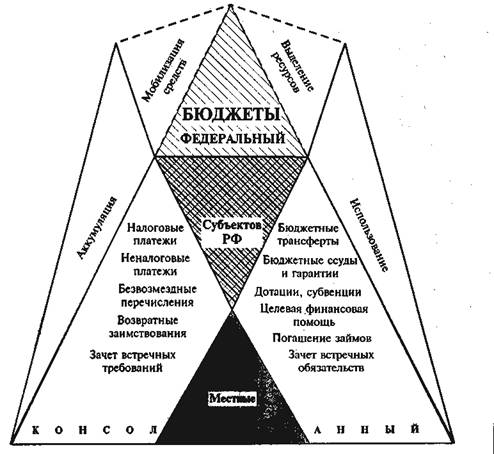 Мобилизация
средств
Выделение
ресурсов
БЮДЖЕТЫ
ФЕДЕРАЛЬНЫЙ
Аккумуляция
Использование
Субъектов
РФ
Налоговые
платежи
Неналоговые
платежи
Безвозмездные
перечисления
Возвратные
заимствования
Зачет встречных
требований
Бюджетные
трансферты
Бюджетные ссуды
и гарантии
Дотации, субвенции
Целевая финансовая
помощь
Погашение займов
Зачет встречных
обязательств
Местные
К О Н С О Л А Н Н Ы Й